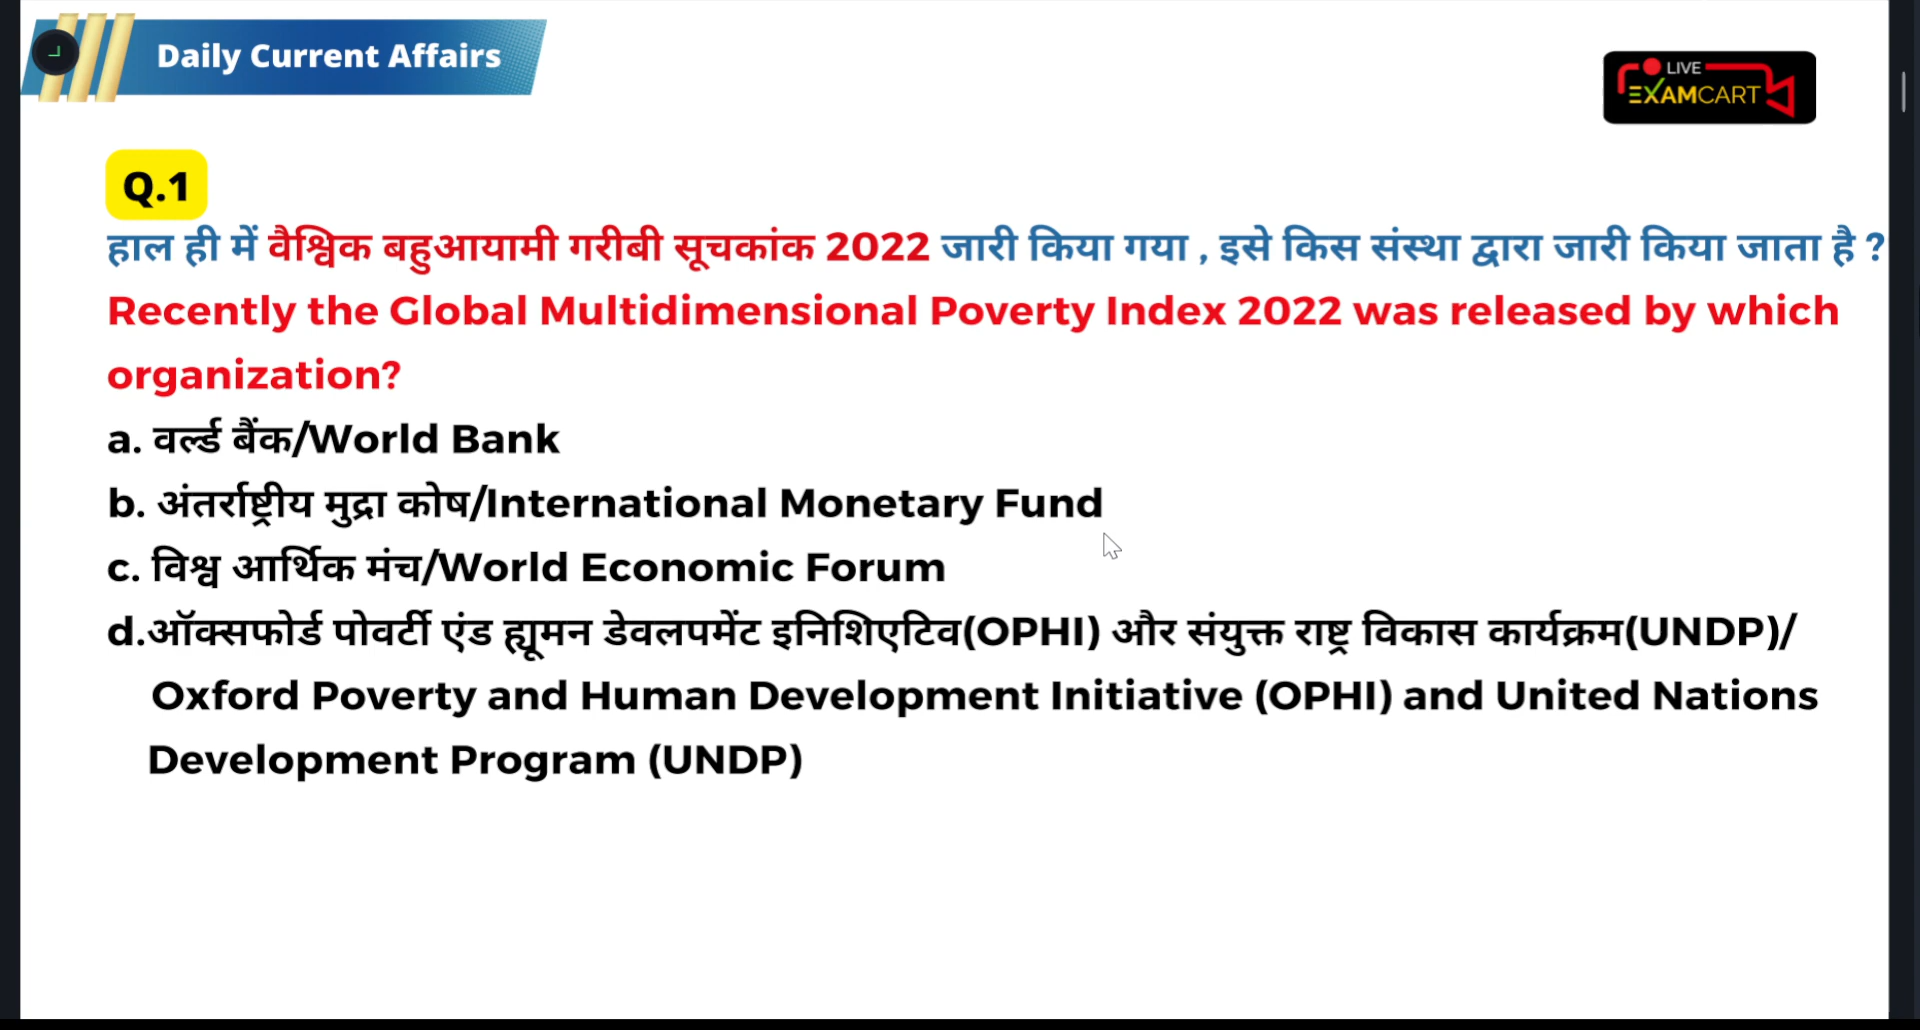 Daily Current Affairs
LIVE
EXAMCART
Q.1
हाल ही में वैश्विक बहुआयामी गरीबी सूचकांक 2022 जारी किया गया , इसे किस संस्था द्वारा जारी किया जाता है ?
Recently the Global Multidimensional Poverty Index 2022 was released by which
organization?
a. वर्ल्ड बैंक/World Bank
b. अंतर्राष्ट्रीय मुद्रा कोष/International Monetary Fund
c. विश्व आर्थिक मंच/World Economic Forum
d.ऑक्सफोर्ड पोवर्टी एंड ह्यूमन डेवलपमेंट इनिशिएटिव(OPHI) और संयुक्त राष्ट्र विकास कार्यक्रम(UNDP)/
Oxford Poverty and Human Development Initiative (OPHI) and United Nations
Development Program (UNDP)